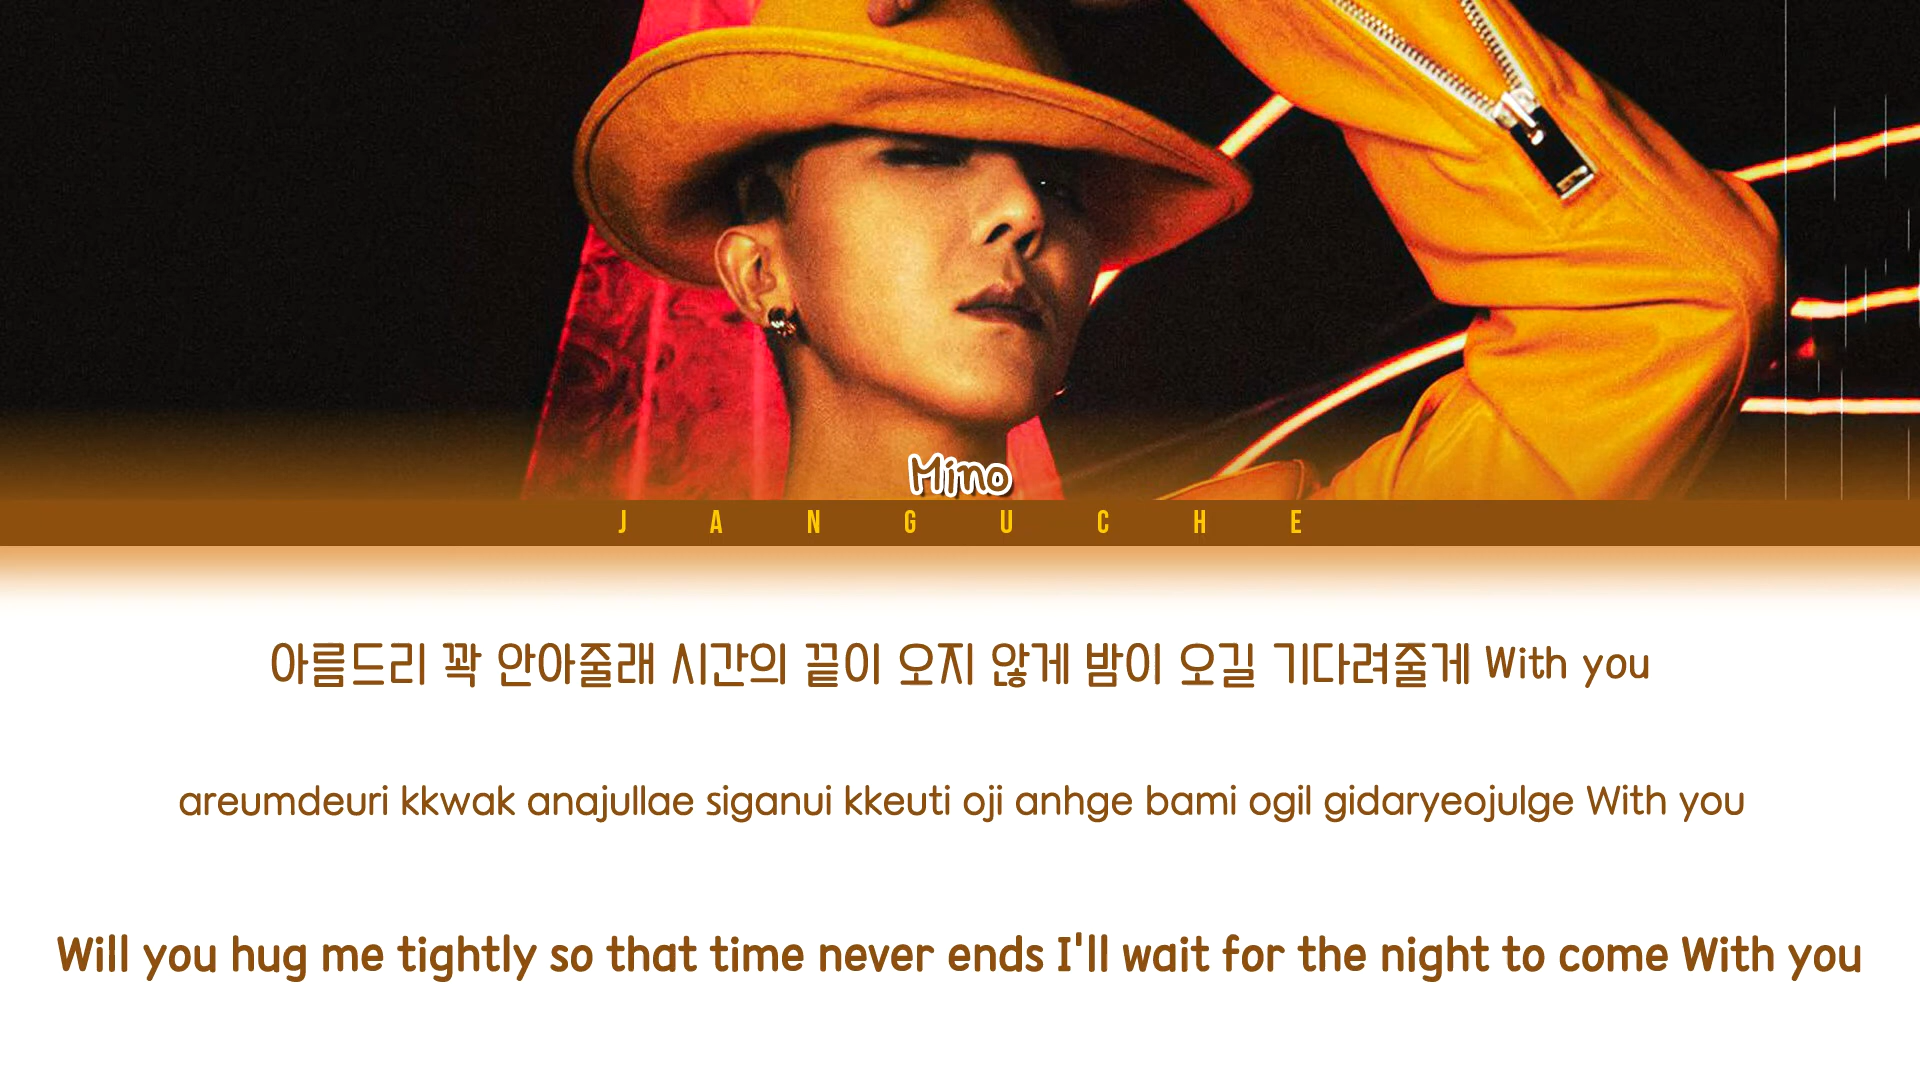 Mino
JANGUCHE
아름드리 꽉 안아줄래 시간의 끝이 오지 않게 밤이 오길 기다려줄게 With you
areumdeuri kkwak anajullae siganui kkeuti oji anhge bami ogil gidaryeojulge With you
Will you hug me tightly so that time never ends I'll wait for the night to come With you